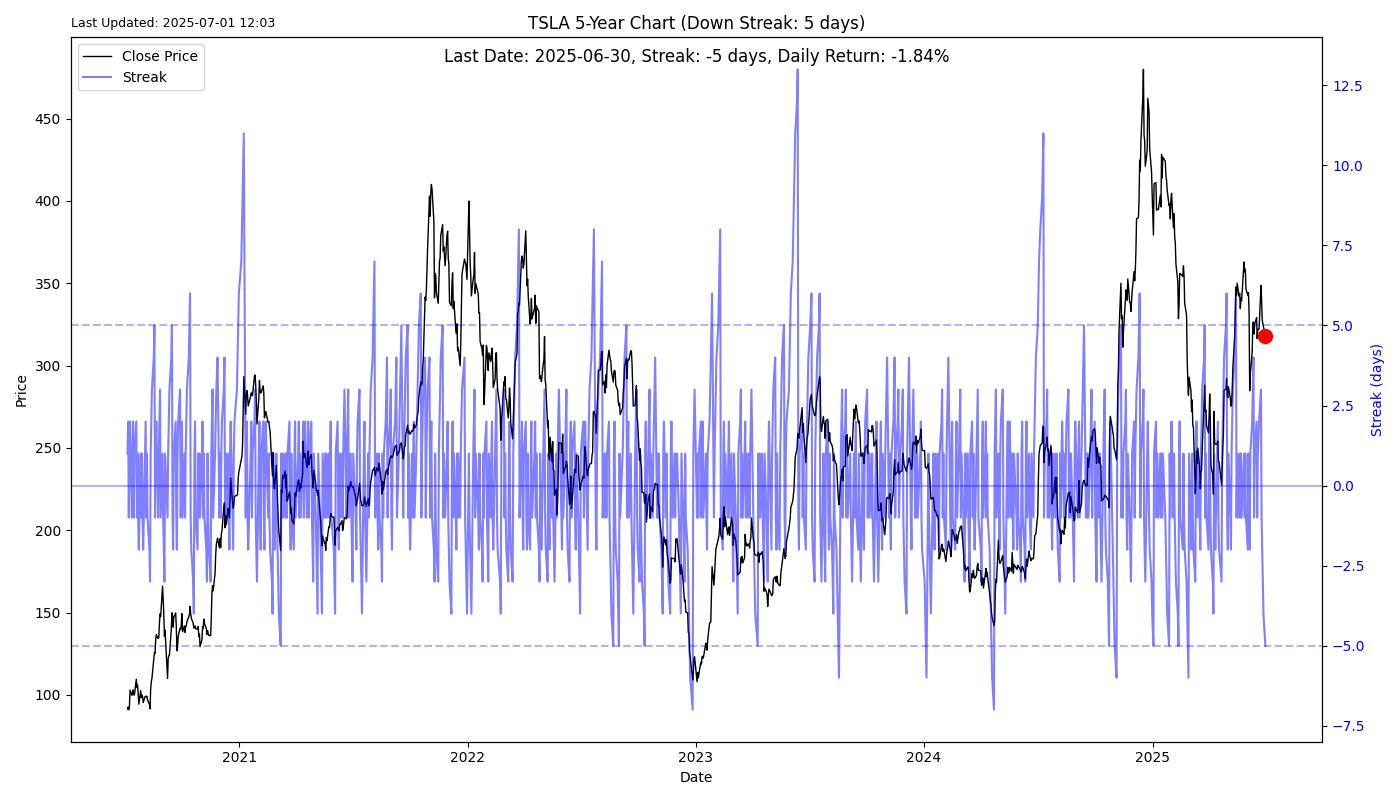 Last Updated: 2025-07-01 12:03
TSLA 5-Year Chart (Down Streak: 5 days)
Last Date: 2025-06-30, Streak: -5 days, Daily Return: -1.84%
Close Price
Streak
450
400
350
300
250
200
150
100
Price
12.5
10.0
7.5
5.0
2.5
0.0
−2.5
−5.0
−7.5
Streak (days)
2021
2022
2023
2024
2025
Date